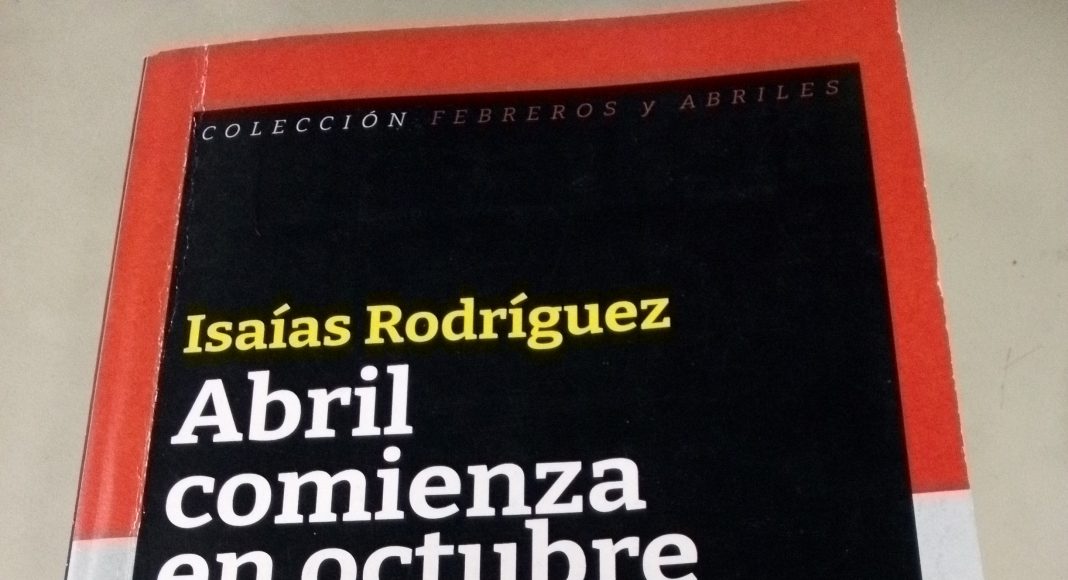 COLECCIÓN FEBREROS y ABRILES
Isaías Rodríguez
Abril
comienza
en octubre